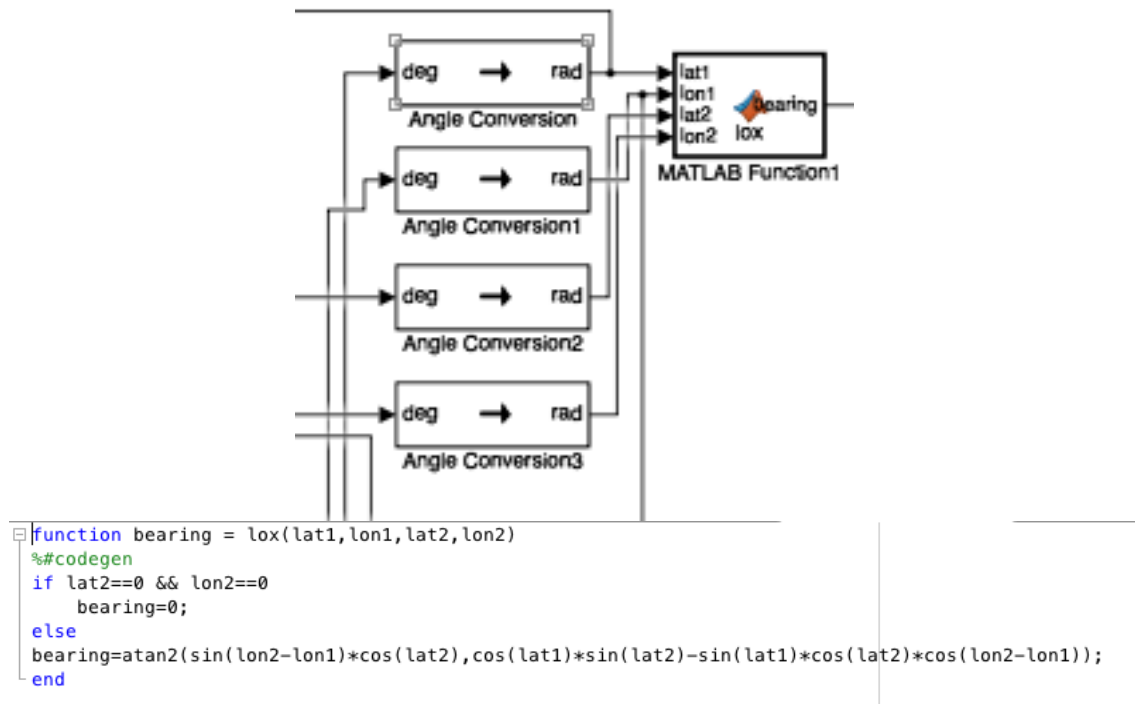 deg rad
Angle Conversion
lat1
lon1
lat2
lon2
bearing
lox
MATLAB Function1
deg rad
Angle Conversion1
deg rad
Angle Conversion2
deg rad
Angle Conversion3
function bearing = lox(lat1,lon1,lat2,lon2)
%#codegen
if lat2==0 && lon2==0
bearing=0;
else
bearing=atan2(sin(lon2-lon1)*cos(lat2),cos(lat1)*sin(lat2)-sin(lat1)*cos(lat2)*cos(lon2-lon1));
end